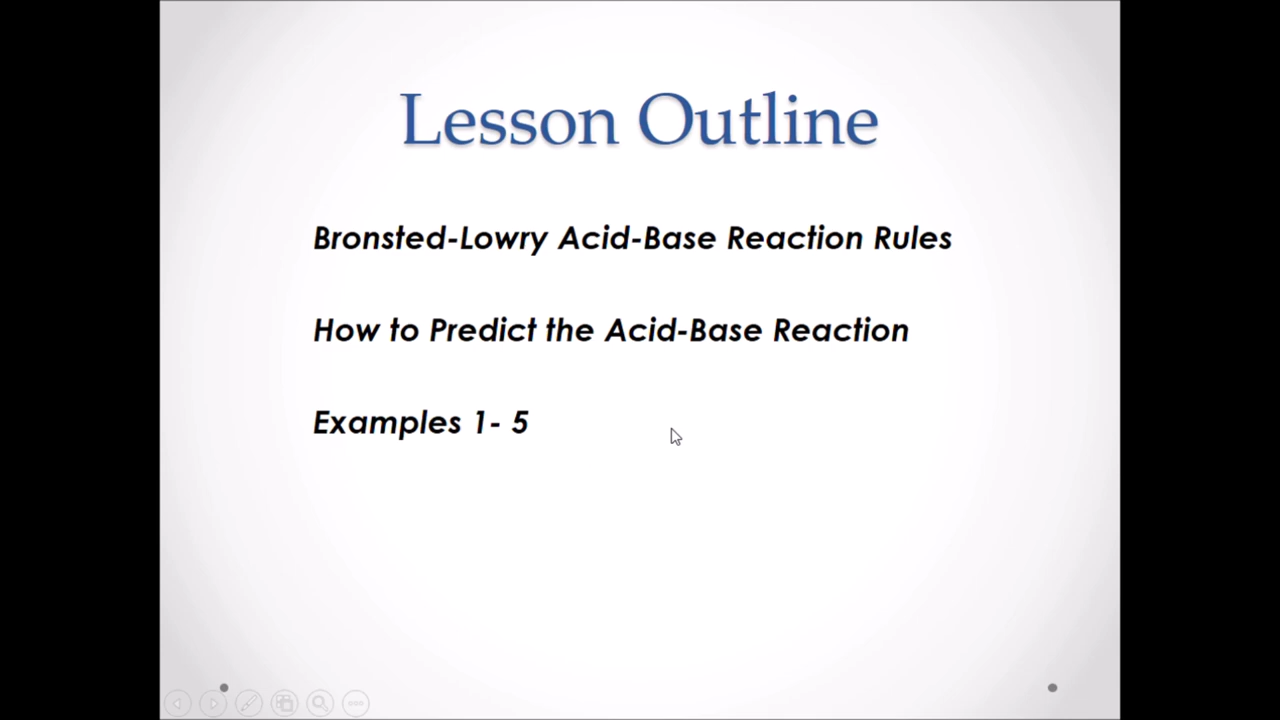 Lesson Outline
Bronsted-Lowry Acid-Base Reaction Rules
How to Predict the Acid-Base Reaction
Examples 1- 5